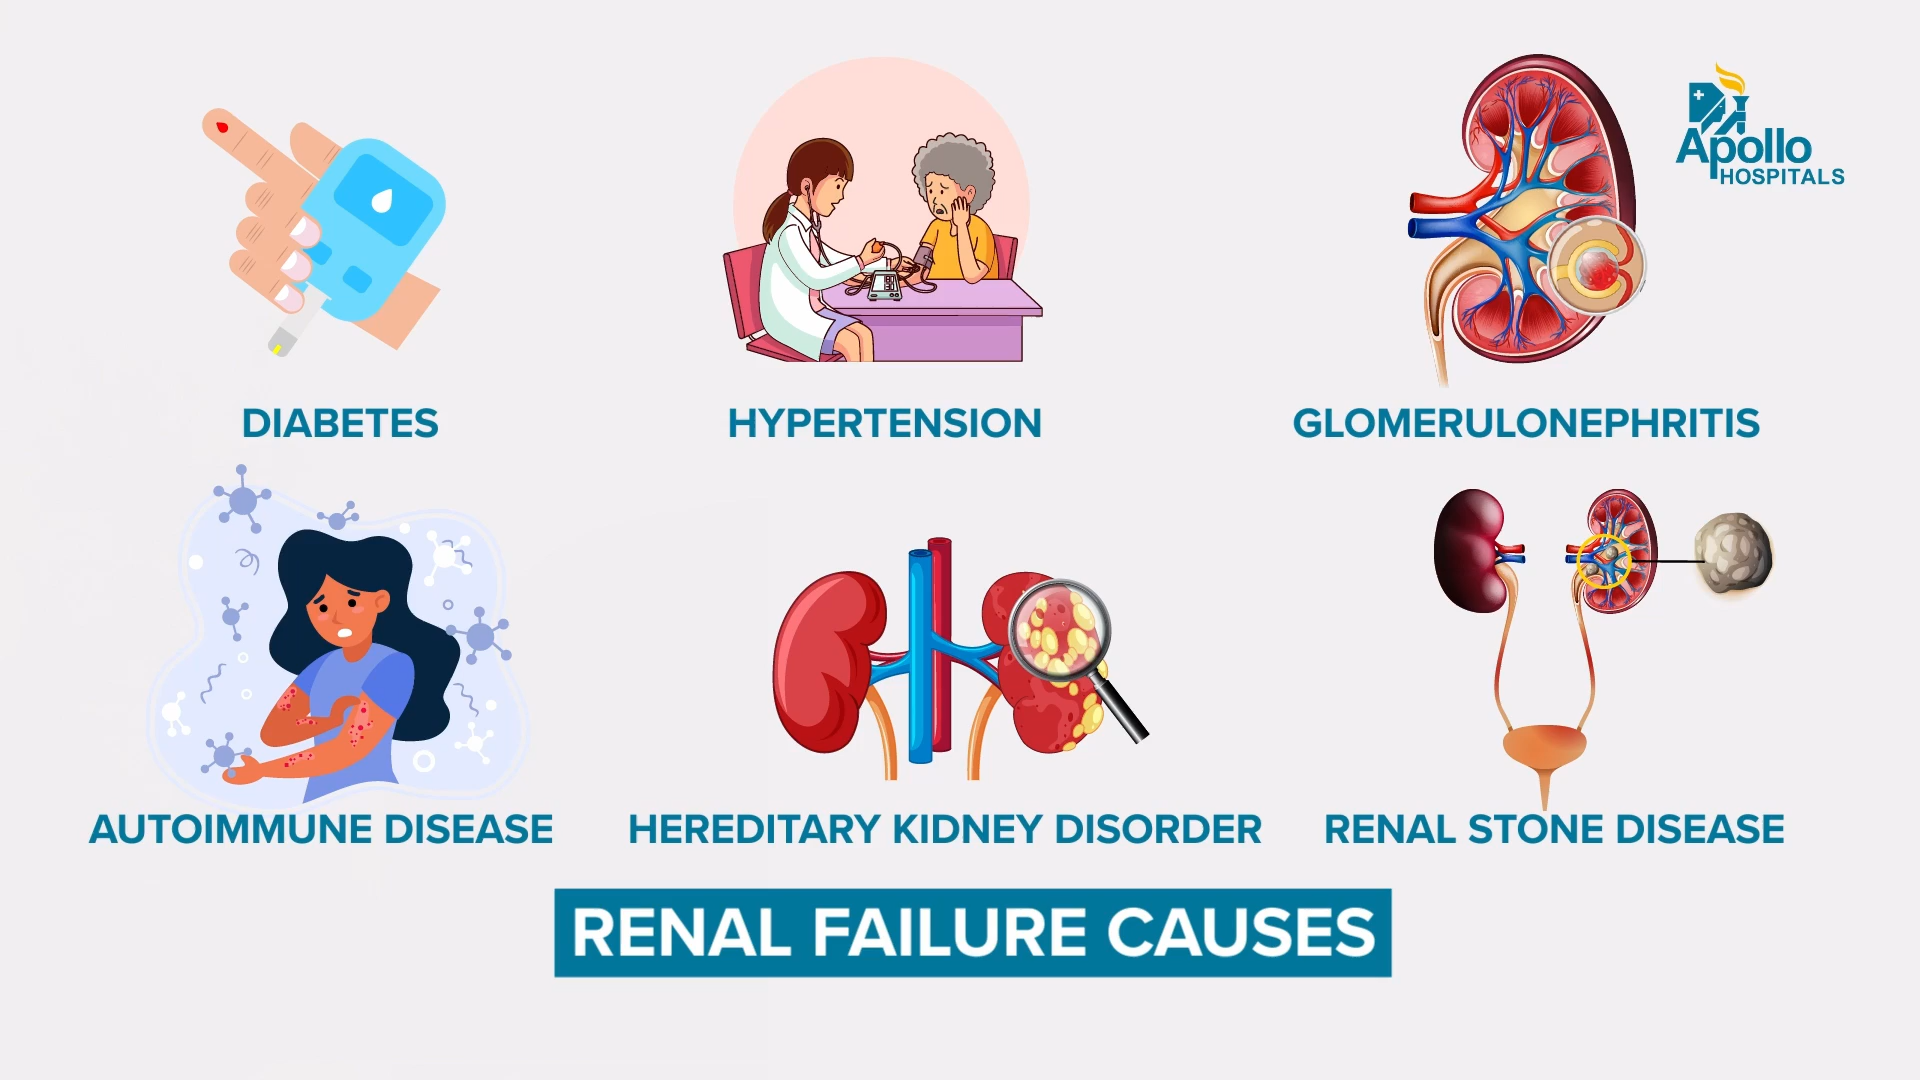 Apollo
HOSPITALS
DIABETES
HYPERTENSION
GLOMERULONEPHRITIS
AUTOIMMUNE DISEASE
HEREDITARY KIDNEY DISORDER
RENAL STONE DISEASE
RENAL FAILURE CAUSES